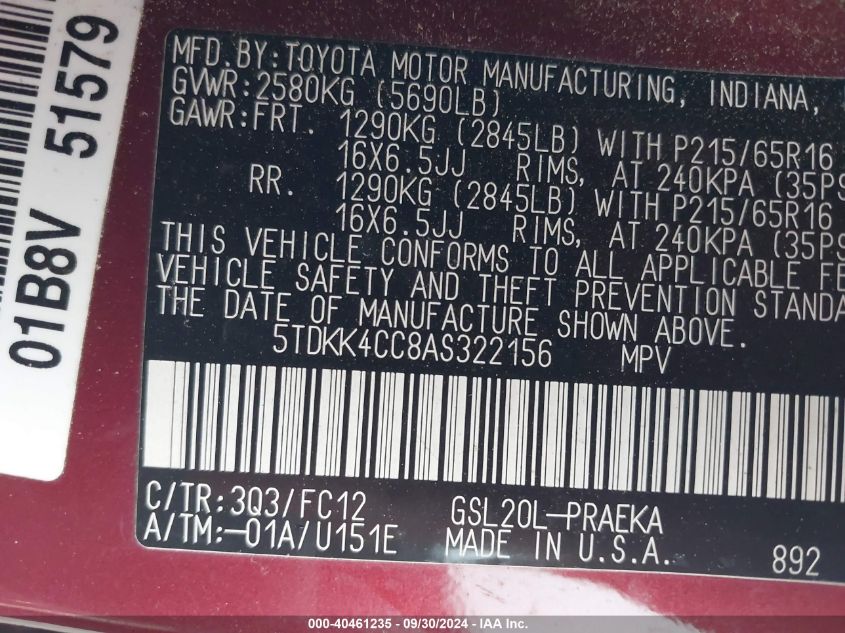 01B8V 51579
MFD.BY:TOYOTA MOTOR MANUFACTURING, INDIANA,
GVWR:2580KG (5690LB)
GAWR:FRT. 1290KG (2845LB) WITH P215/65R16
16X6.5JJ RIMS, AT 240KPA (35PS
RR. 1290KG (2845LB) WITH P215/65R16
16X6.5JJ RIMS, AT 240KPA (35PS
THIS VEHICLE CONFORMS TO ALL APPLICABLE FE
VEHICLE SAFETY AND THEFT PREVENTION STANDA
THE DATE OF MANUFACTURE SHOWN ABOVE.
5TDKK4CC8AS322156 MPV
C/TR:3Q3/FC12 GSL20L-PRAEKA
A/TM:-01A/U151E MADE IN U.S.A. 892
000-40461235 - 09/30/2024 - IAA Inc.